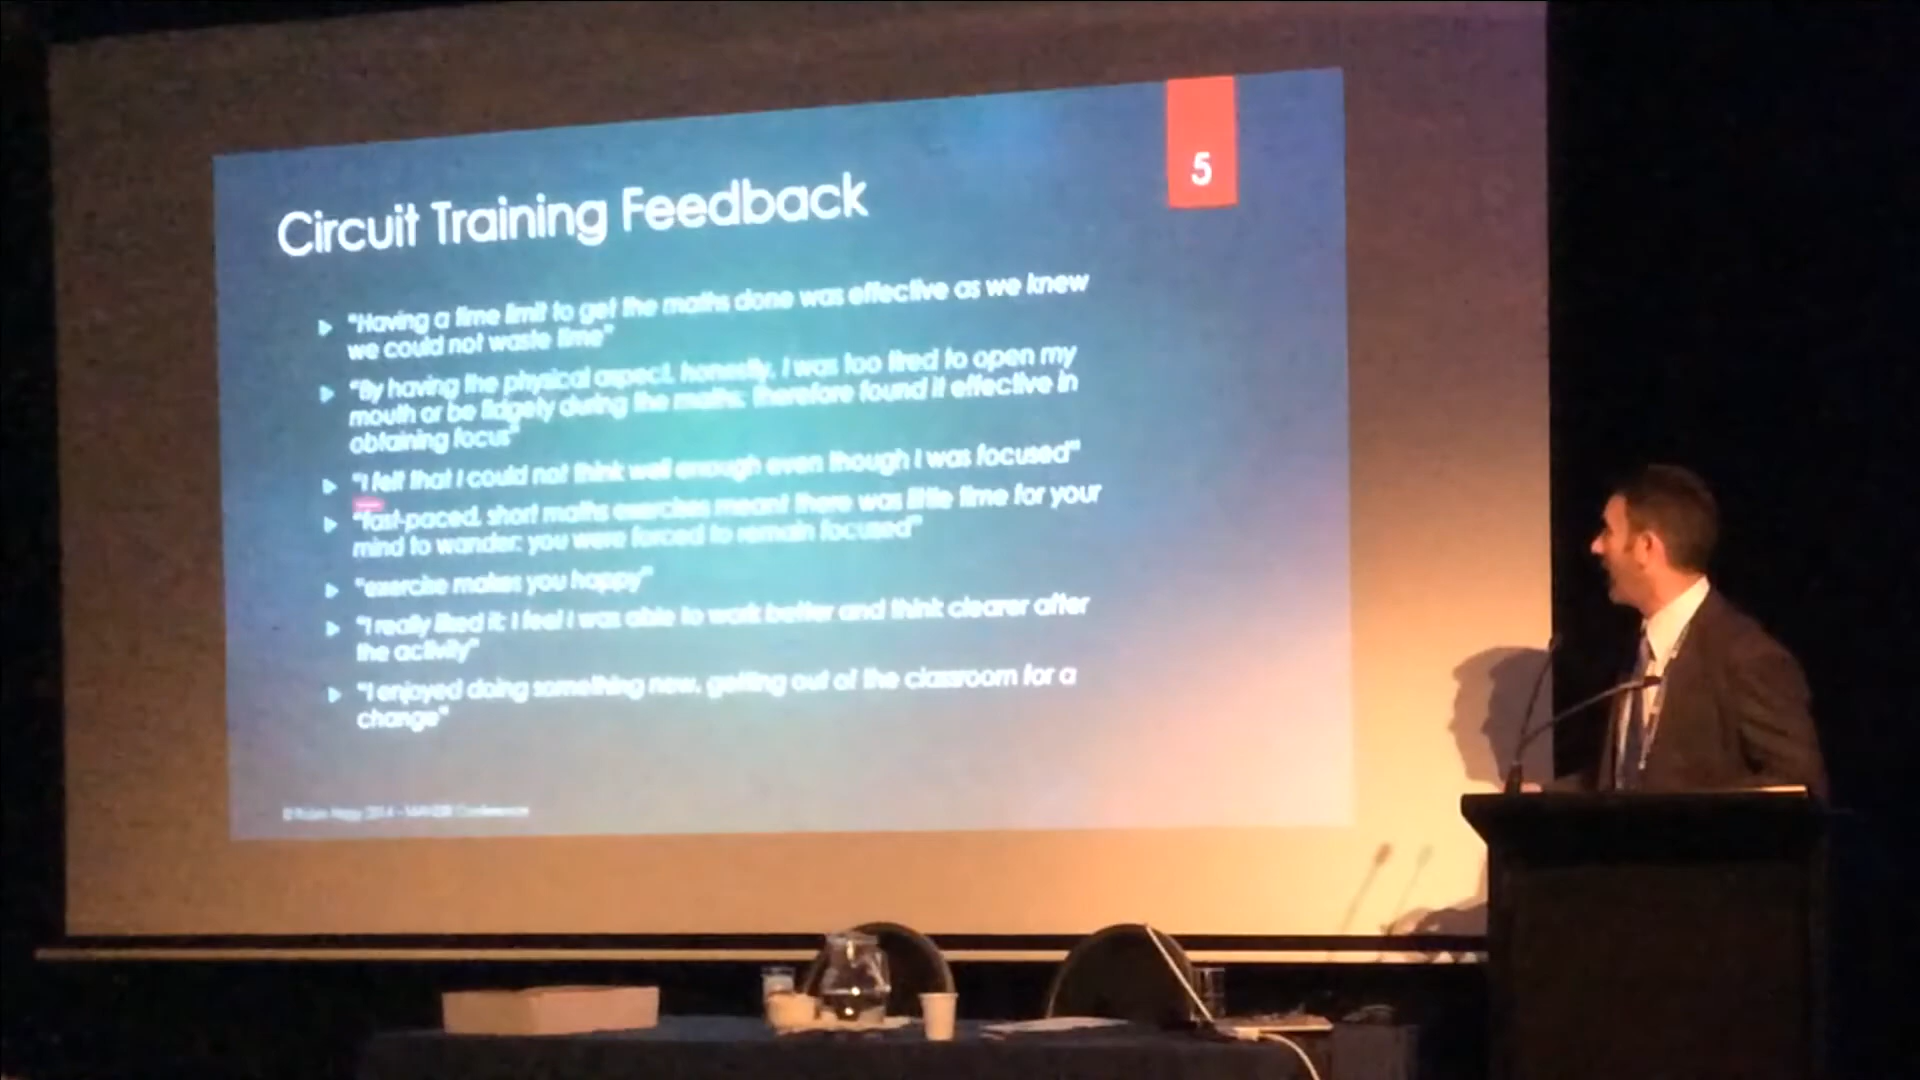 5
Circuit Training Feedback
"Having a time limit to get the maths done was effective as we knew
we could not waste time"
"By having the physical aspect, honestly, I was too tired to open my
mouth or be fidgety during the maths; therefore found it effective in
obtaining focus"
"I felt that I could not think well enough even though I was focused"
"fast-paced, short maths exercises meant there was little time for your
mind to wander; you were forced to remain focused"
"exercise makes you happy"
"I really liked it; I feel I was able to work better and think clearer after
the activity"
"I enjoyed doing something new, getting out of the classroom for a
change"
© 2014 - Conference